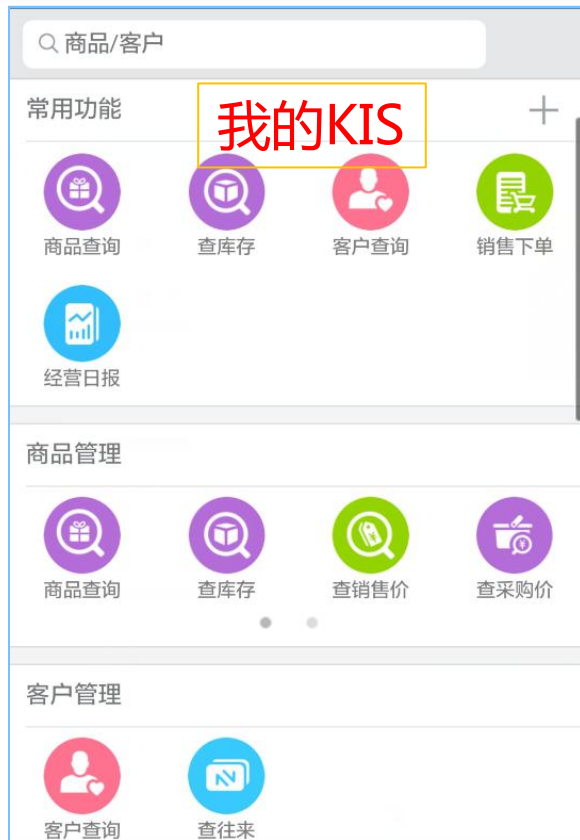 商品/客户
常用功能
我的KIS
商品查询
查库存
客户查询
销售下单
经营日报
商品管理
商品查询
查库存
查销售价
查采购价
客户管理
客户查询
查往来